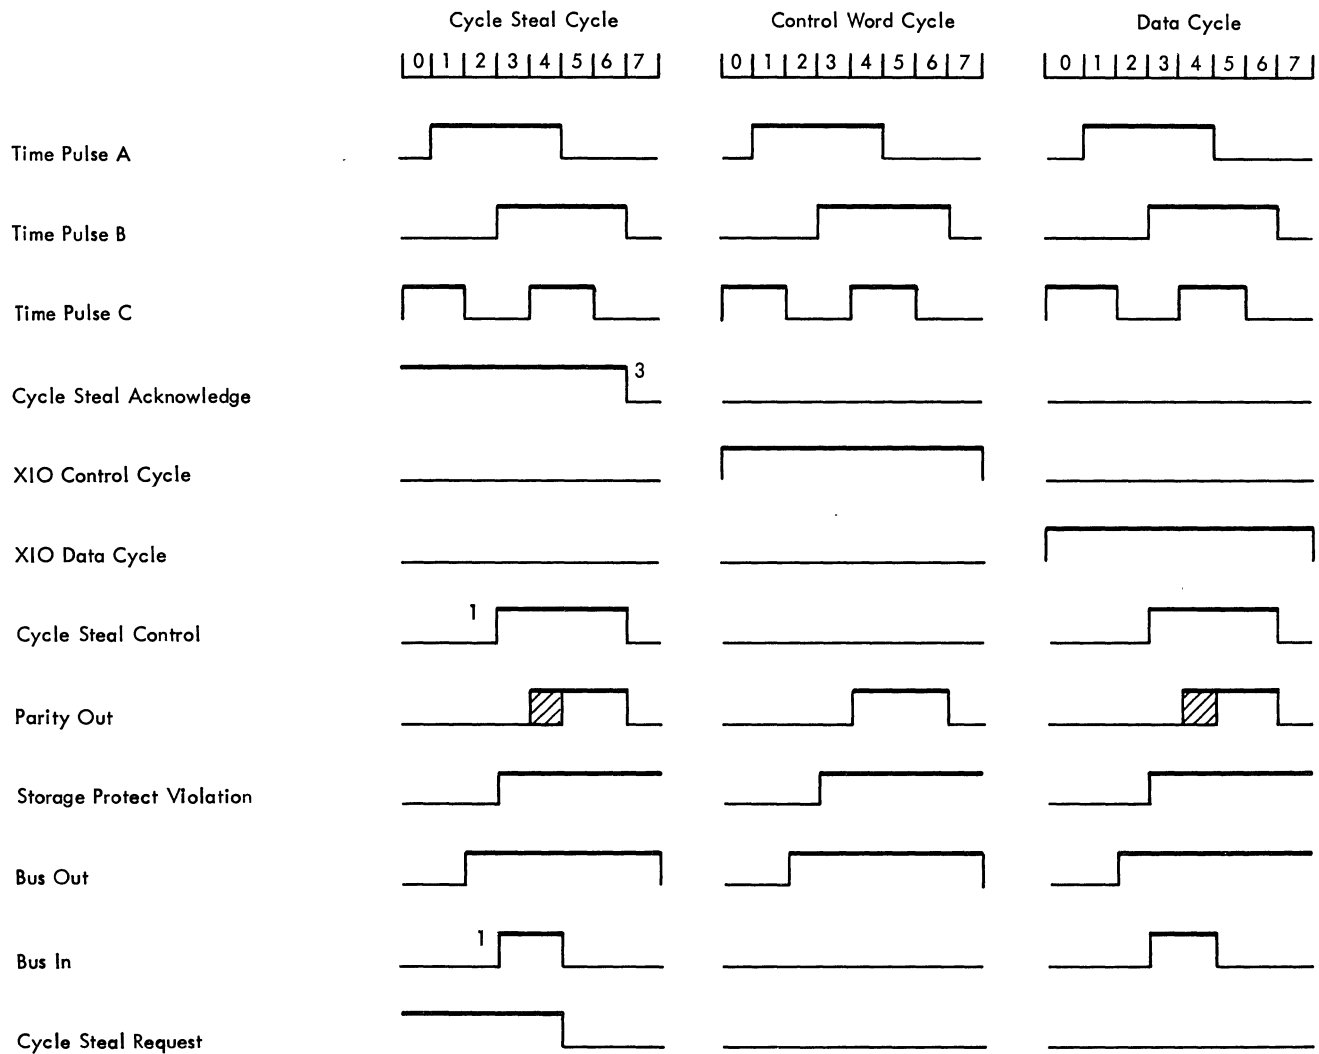 Cycle Steal Cycle Control Word Cycle Data Cycle
0 1 2 3 4 5 6 7 0 1 2 3 4 5 6 7 0 1 2 3 4 5 6 7
Time Pulse A
Time Pulse B
Time Pulse C
3
Cycle Steal Acknowledge
XIO Control Cycle
XIO Data Cycle
1
Cycle Steal Control
Parity Out
Storage Protect Violation
Bus Out
1
Bus In
Cycle Steal Request